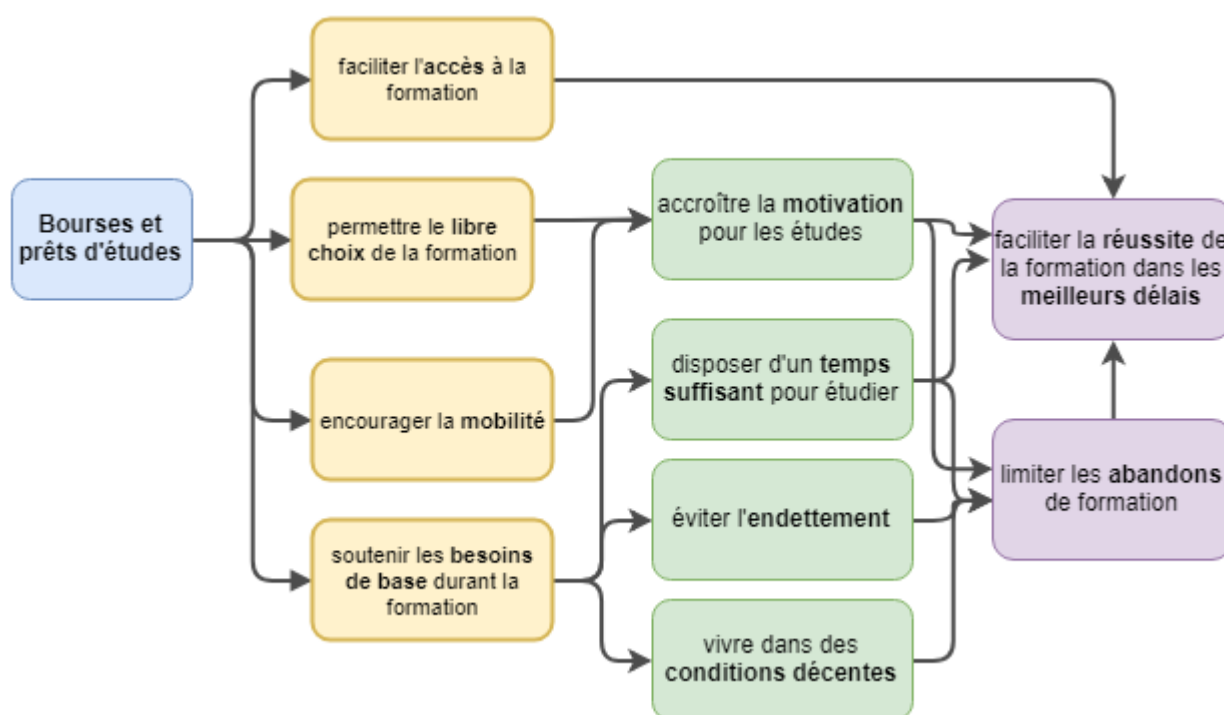 Bourses et
prêts d'études
faciliter l'accès à la
formation
permettre le libre
choix de la formation
encourager la mobilité
soutenir les besoins
de base durant la
formation
accroître la motivation
pour les études
disposer d'un temps
suffisant pour étudier
éviter l'endettement
vivre dans des
conditions décentes
faciliter la réussite de
la formation dans les
meilleurs délais
limiter les abandons
de formation